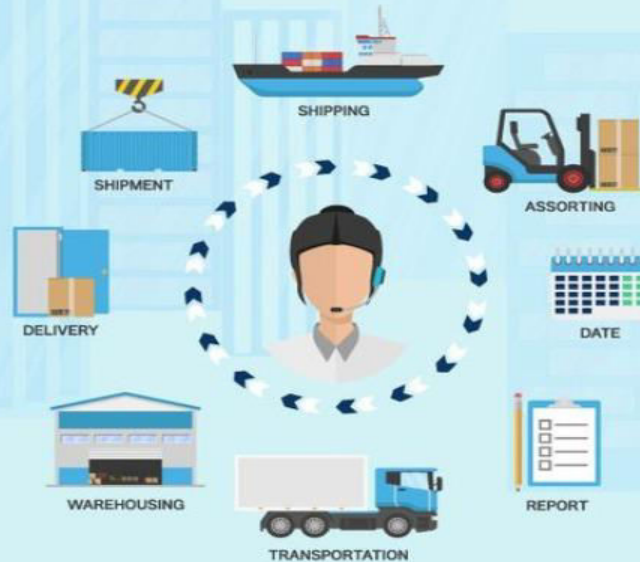 SHIPPING
SHIPMENT
ASSORTING
DELIVERY
DATE
WAREHOUSING
REPORT
TRANSPORTATION